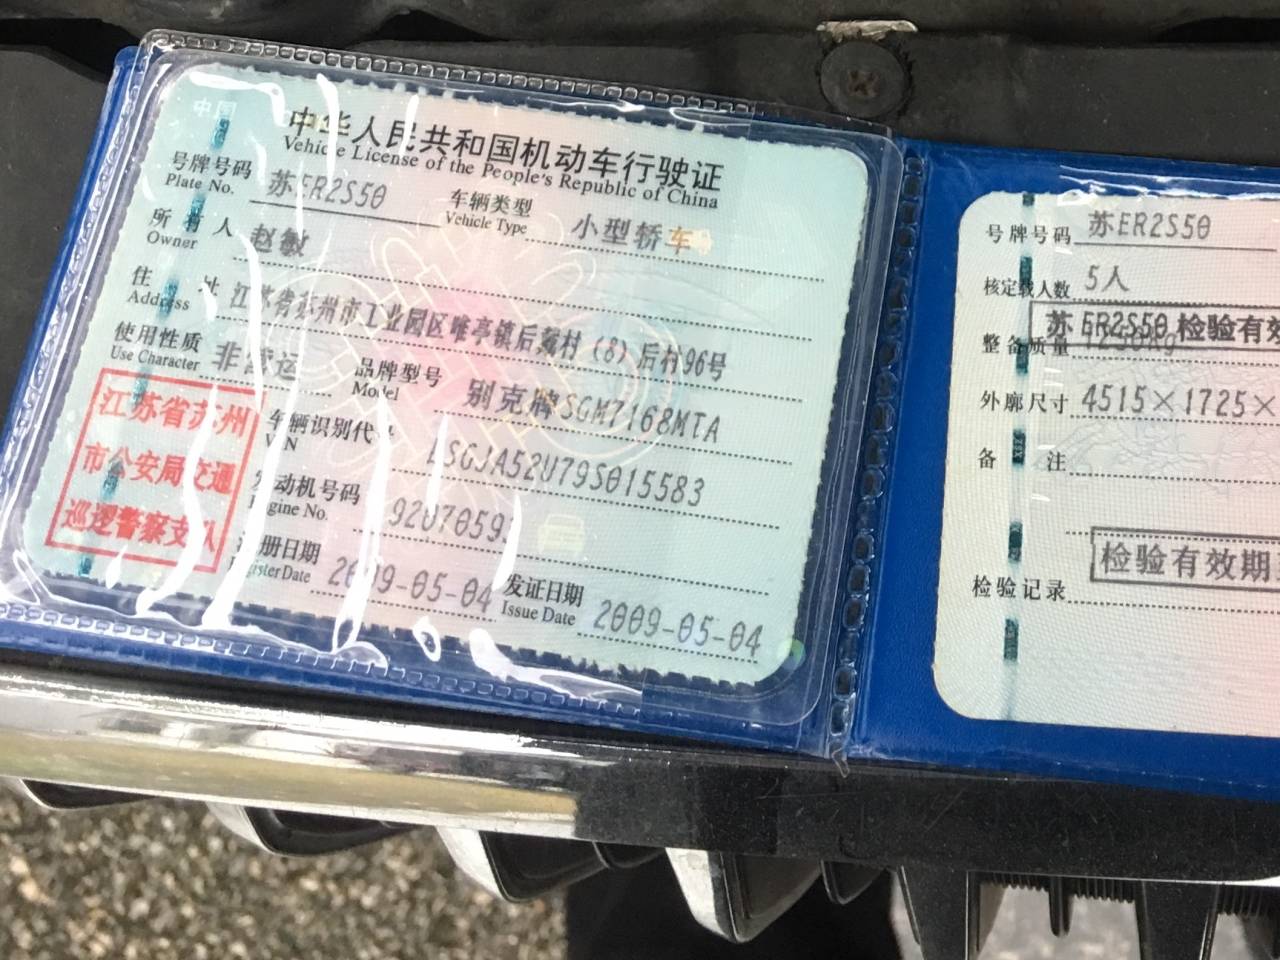 中国
中华人民共和国机动车行驶证
Vehicle License of the People's Republic of China
号牌号码 苏ER2S50 车辆类型 小型轿车
Plate No. Vehicle Type
所有人 赵敏
Owner
住址 江苏省苏州市工业园区唯亭镇后戴村(8)后村96号
Address
使用性质 非营运 品牌型号 别克牌SGM7168MTA
Use Character Model
江苏省苏州
市公安局交通
巡逻警察支队
车辆识别代号 LSGJA52U79S015583
VIN
发动机号码 9207059
Engine No.
注册日期 2009-05-04 发证日期 2009-05-04
Register Date Issue Date
号牌号码 苏ER2S50
核定载人数 5人
苏ER2S50 检验有效
整备质量
外廓尺寸 4515×1725×
备注
检验有效期
检验记录